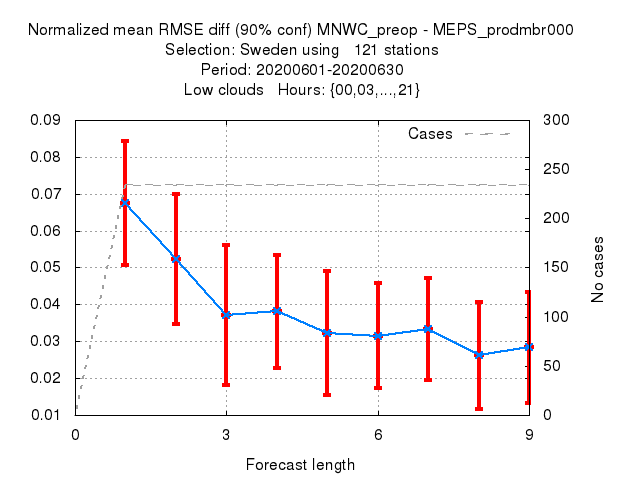 Normalized mean RMSE diff (90% conf) MNWC_preop - MEPS_prodmbr000
Selection: Sweden using   121 stations
Period: 20200601-20200630
Low clouds   Hours: {00,03,...,21}
Cases
0.09
0.08
0.07
0.06
0.05
0.04
0.03
0.02
0.01
300
250
200
150
100
50
0
No cases
0
3
6
9
Forecast length